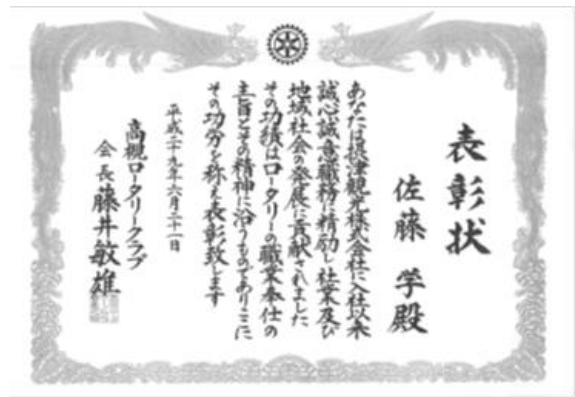 表彰状
佐藤学殿
あなたは摂津観光株式会社に入社以来
誠心誠意職務に精励し社業及び
地域社会の発展に貢献されました
その功績はロータリーの職業奉仕の
主旨とその精神に沿うものでありここに
その功労を称え表彰致します
平成二十九年六月二十一日
高槻ロータリークラブ
会長藤井敏雄